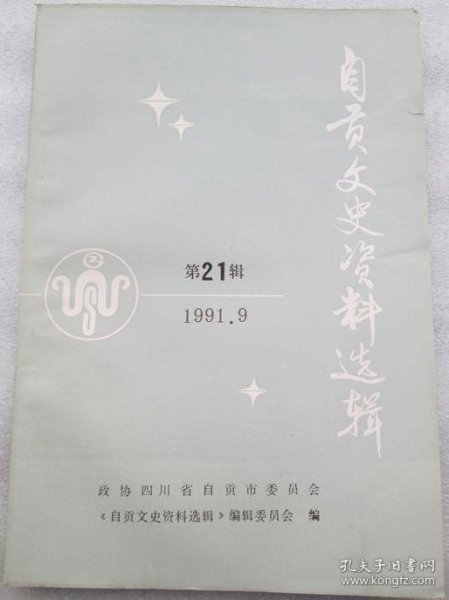 自贡文史资料选辑
第21辑
1991.9
政协四川省自贡市委员会
《自贡文史资料选辑》编辑委员会 编
孔夫子旧书网
www.kongfz.com